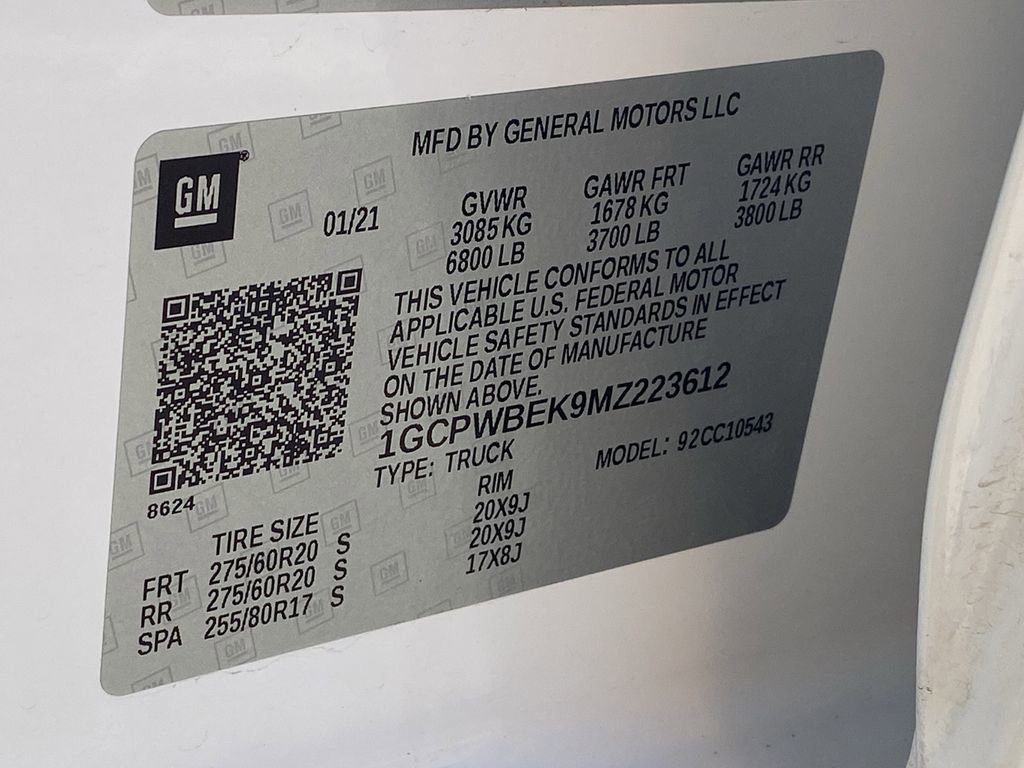 MFD BY GENERAL MOTORS LLC
GM
01/21
GVWR GAWR FRT GAWR RR
3085 KG 1678 KG 1724 KG
6800 LB 3700 LB 3800 LB
THIS VEHICLE CONFORMS TO ALL
APPLICABLE U.S. FEDERAL MOTOR
VEHICLE SAFETY STANDARDS IN EFFECT
ON THE DATE OF MANUFACTURE
SHOWN ABOVE.
1GCPWBEK9MZ223612
TYPE: TRUCK MODEL: 92CC10543
8624
TIRE SIZE RIM
FRT 275/60R20 S 20X9J
RR 275/60R20 S 20X9J
SPA 255/80R17 S 17X8J